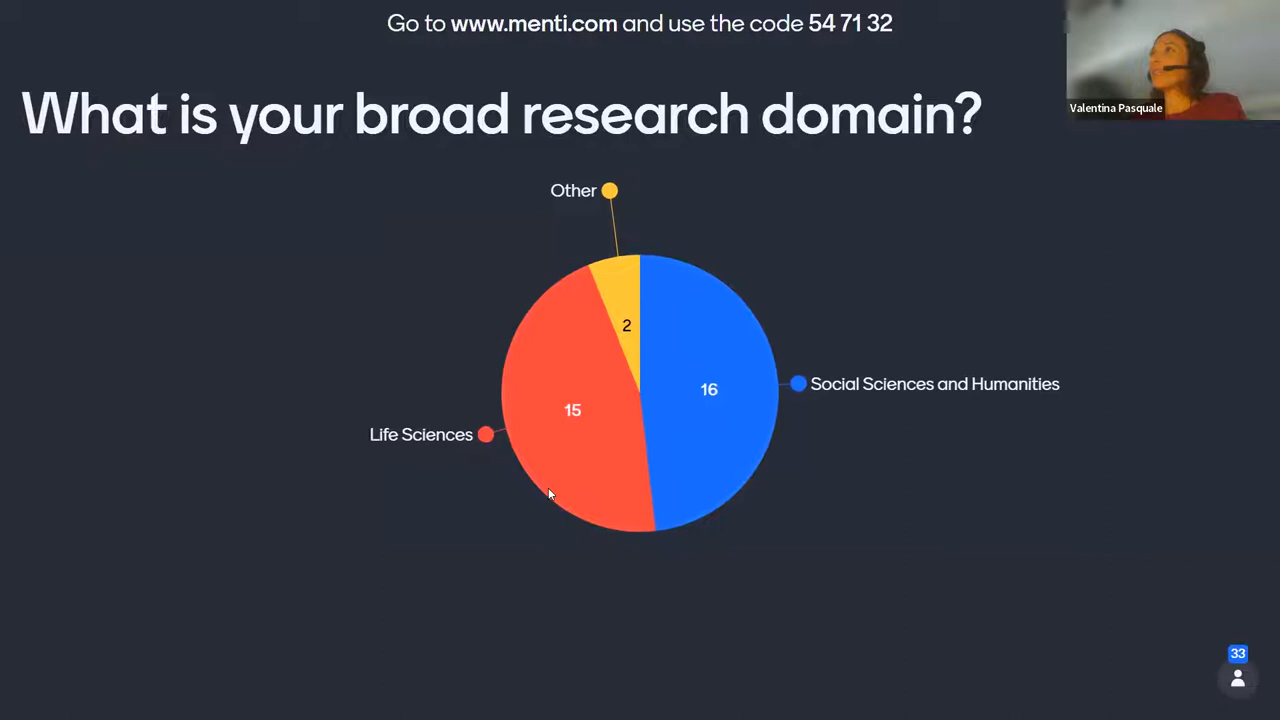 Go to www.menti.com and use the code 54 71 32
Valentina Pasquale
What is your broad research domain?
Other
2
16
Social Sciences and Humanities
15
Life Sciences
33